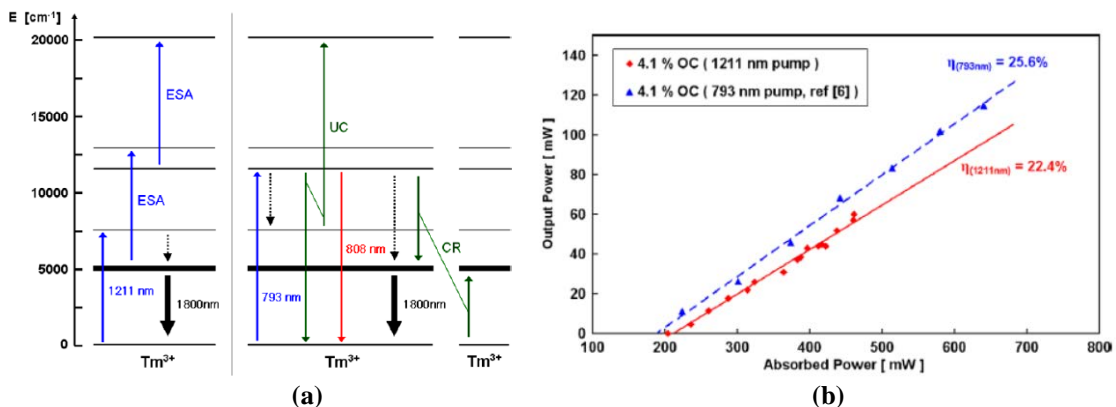 E [cm⁻¹]
20000
15000
10000
5000
0
ESA
ESA
1211 nm
1800nm
Tm³⁺
UC
808 nm
793 nm
1800nm
CR
Tm³⁺
Tm³⁺
(a)
Output Power [ mW ]
140
120
100
80
60
40
20
0
4.1 % OC ( 1211 nm pump )
4.1 % OC ( 793 nm pump, ref [6] )
η(793nm) = 25.6%
η(1211nm) = 22.4%
100 200 300 400 500 600 700 800
Absorbed Power [ mW ]
(b)